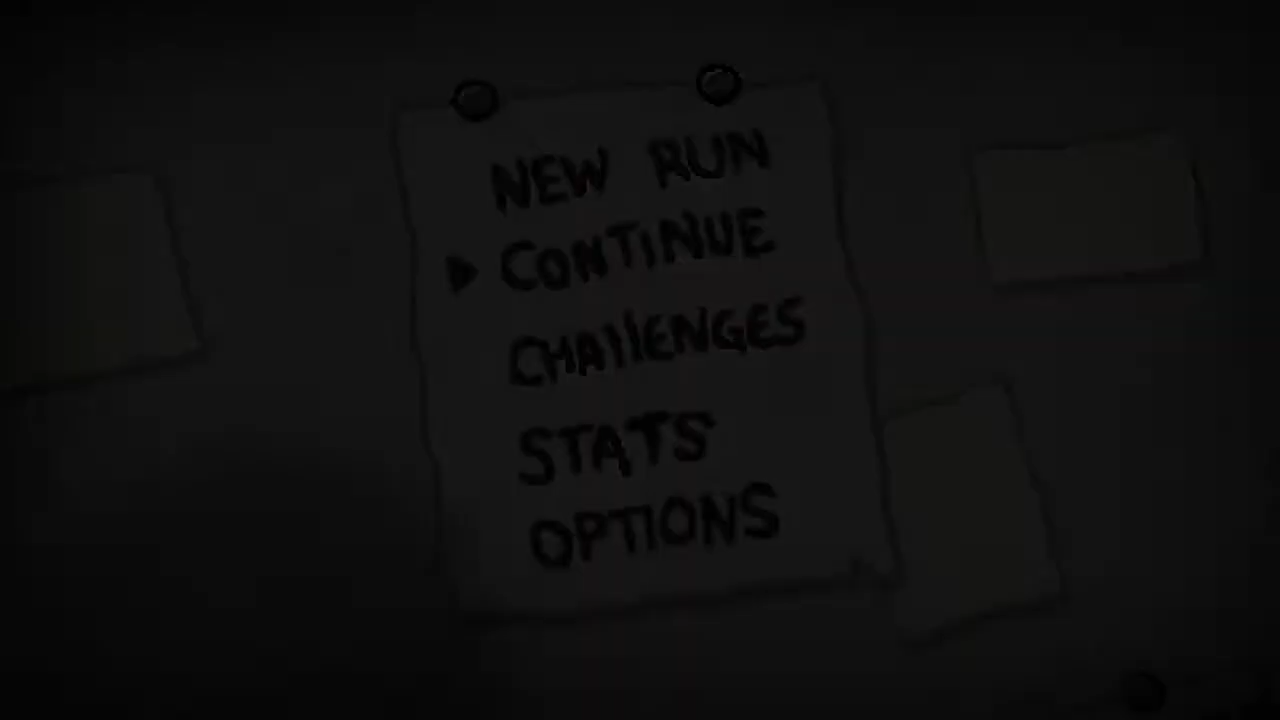 NEW RUN
CONTINUE
CHALLENGES
STATS
OPTIONS